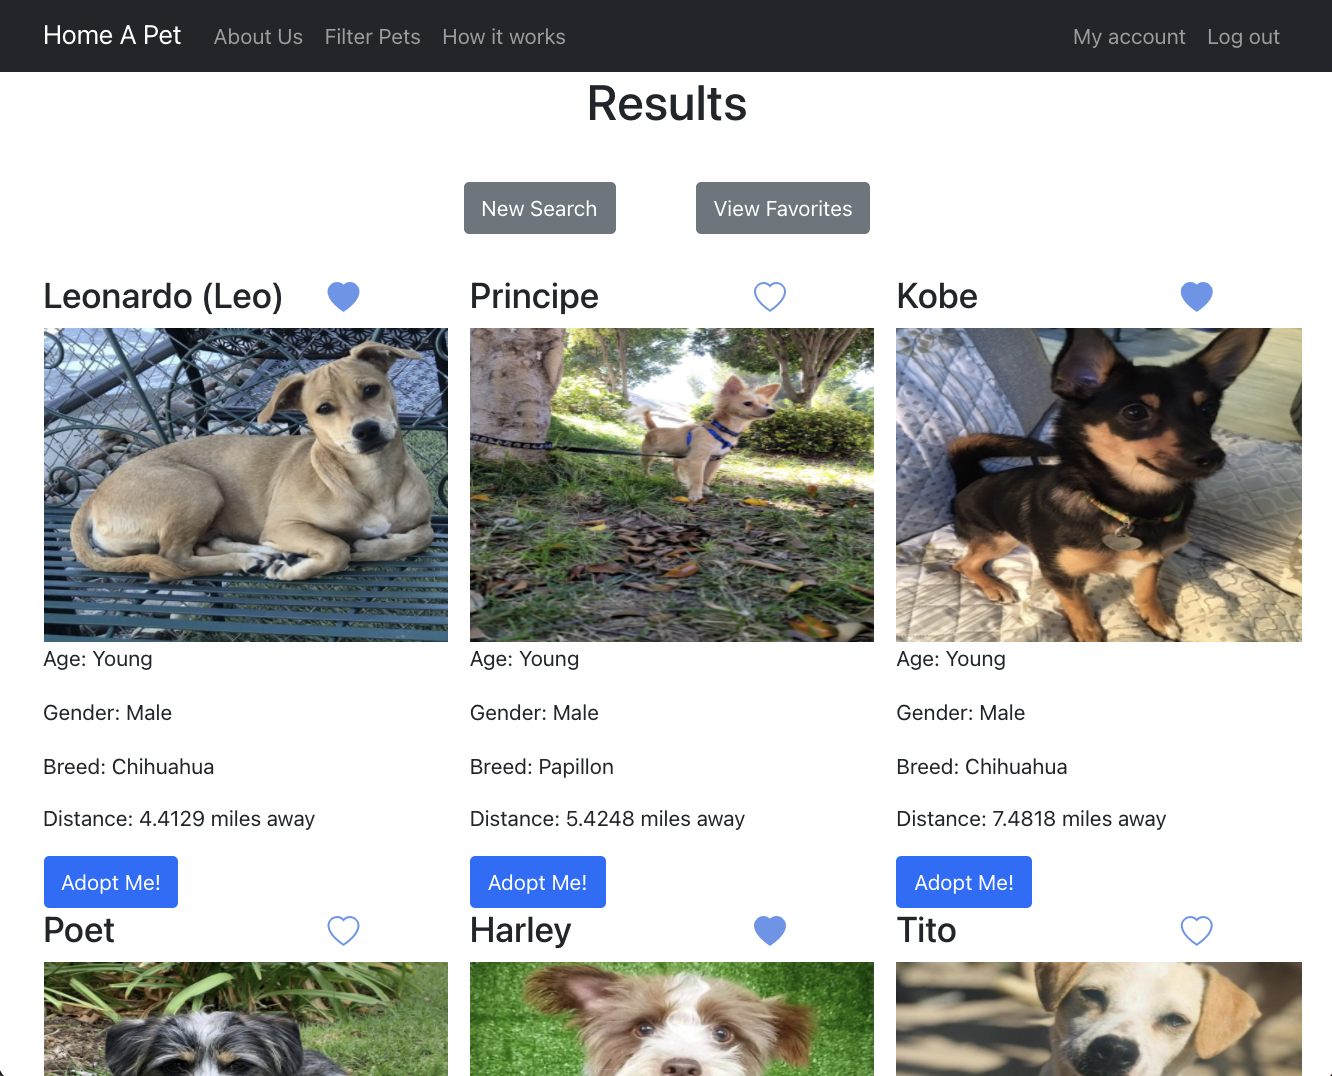 Home A Pet About Us Filter Pets How it works My account Log out
Results
New Search View Favorites
Leonardo (Leo) Principe Kobe
Age: Young Age: Young Age: Young
Gender: Male Gender: Male Gender: Male
Breed: Chihuahua Breed: Papillon Breed: Chihuahua
Distance: 4.4129 miles away Distance: 5.4248 miles away Distance: 7.4818 miles away
Adopt Me! Adopt Me! Adopt Me!
Poet Harley Tito